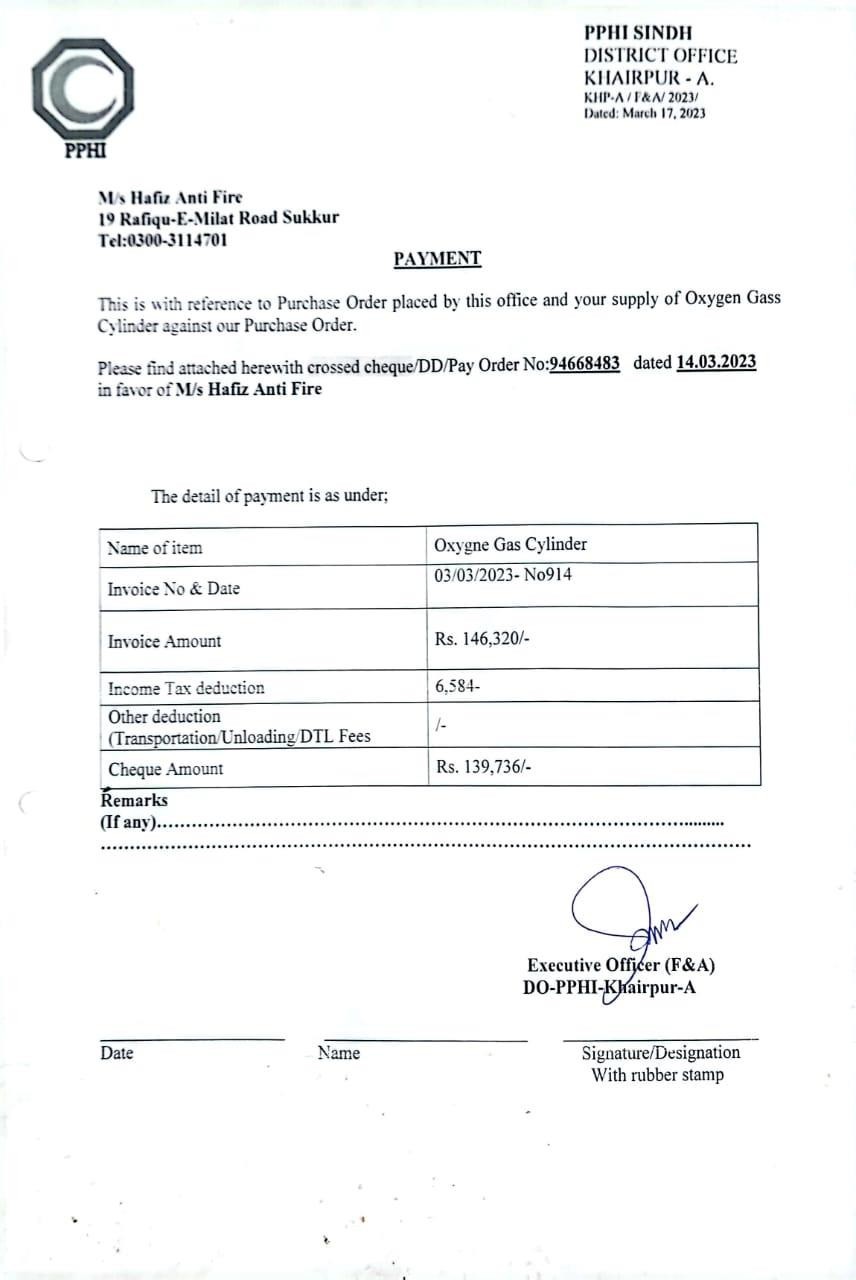 PPHI SINDH
DISTRICT OFFICE
KHAIRPUR - A.
KHP-A / F&A/ 2023/
Dated: March 17, 2023
PPHI
M/s Hafiz Anti Fire
19 Rafiqu-E-Milat Road Sukkur
Tel:0300-3114701
PAYMENT
This is with reference to Purchase Order placed by this office and your supply of Oxygen Gass
Cylinder against our Purchase Order.
Please find attached herewith crossed cheque/DD/Pay Order No:94668483 dated 14.03.2023
in favor of M/s Hafiz Anti Fire
The detail of payment is as under;
Name of item Oxygne Gas Cylinder
Invoice No & Date 03/03/2023- No914
Invoice Amount Rs. 146,320/-
Income Tax deduction 6,584-
Other deduction
(Transportation/Unloading/DTL Fees /-
Cheque Amount Rs. 139,736/-
Remarks
(If any)..........................................................................................
..........................................................................................
Executive Officer (F&A)
DO-PPHI-Khairpur-A
Date Name Signature/Designation
With rubber stamp